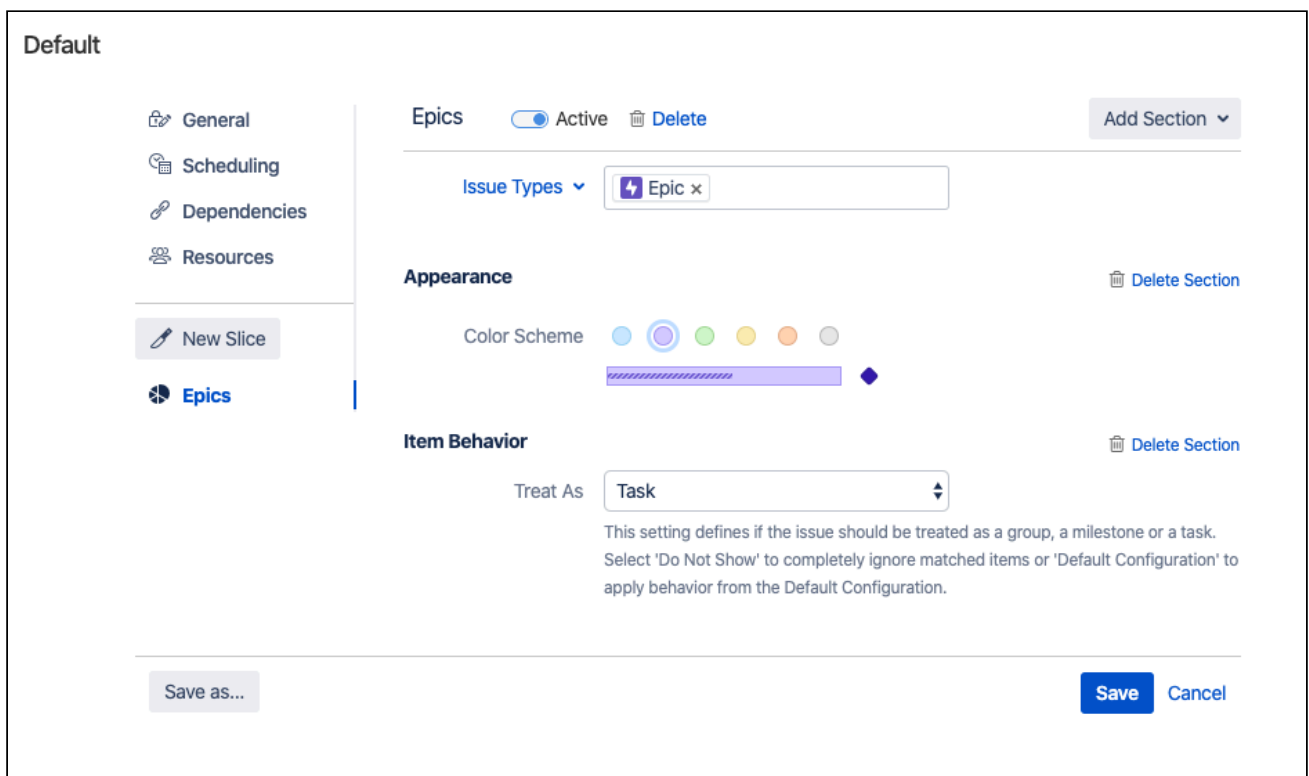 Default
General
Scheduling
Dependencies
Resources
New Slice
Epics
Epics Active Delete Add Section
Issue Types Epic ×
Appearance Delete Section
Color Scheme
Item Behavior Delete Section
Treat As Task
This setting defines if the issue should be treated as a group, a milestone or a task.
Select 'Do Not Show' to completely ignore matched items or 'Default Configuration' to
apply behavior from the Default Configuration.
Save as... Save Cancel